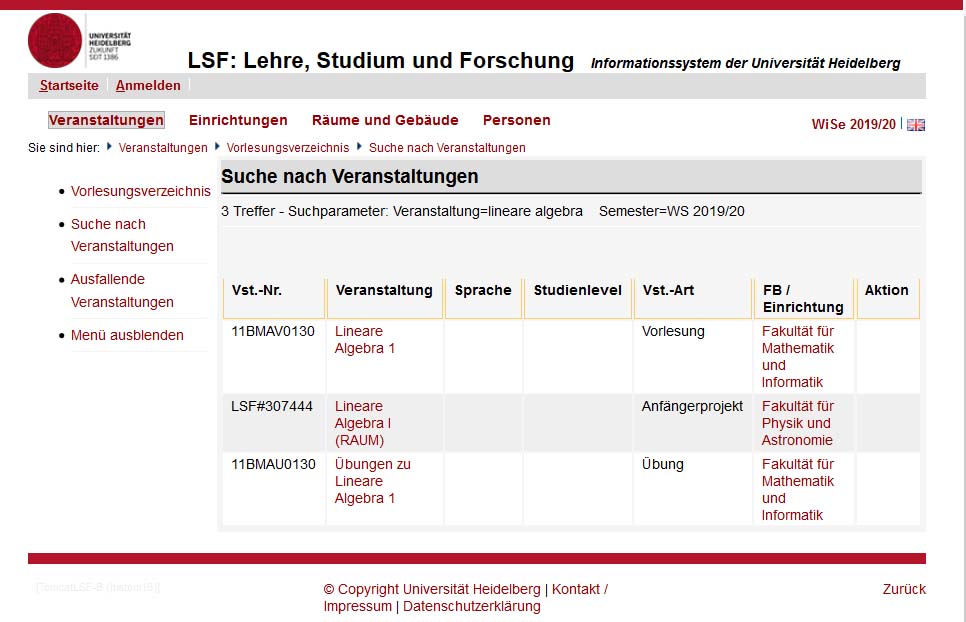 UNIVERSITÄT
HEIDELBERG
ZUKUNFT
SEIT 1386
LSF: Lehre, Studium und Forschung Informationssystem der Universität Heidelberg
Startseite Anmelden
Veranstaltungen Einrichtungen Räume und Gebäude Personen WiSe 2019/20
Sie sind hier: Veranstaltungen Vorlesungsverzeichnis Suche nach Veranstaltungen
Vorlesungsverzeichnis
Suche nach
Veranstaltungen
Ausfallende
Veranstaltungen
Menü ausblenden
Suche nach Veranstaltungen
3 Treffer - Suchparameter: Veranstaltung=lineare algebra Semester=WS 2019/20
Vst.-Nr. Veranstaltung Sprache Studienlevel Vst.-Art FB / Aktion
Einrichtung
11BMAV0130 Lineare Vorlesung Fakultät für
Algebra 1 Mathematik
und
Informatik
LSF#307444 Lineare Anfängerprojekt Fakultät für
Algebra I Physik und
(RAUM) Astronomie
11BMAU0130 Übungen zu Übung Fakultät für
Lineare Mathematik
Algebra 1 und
Informatik
© Copyright Universität Heidelberg | Kontakt / Zurück
Impressum | Datenschutzerklärung